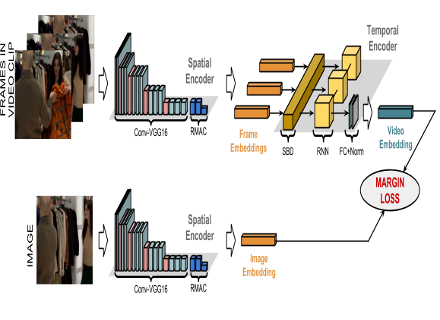 FRAMES IN
VIDEO CLIP
Spatial
Encoder
Conv-VGG16
RMAC
Frame
Embeddings
Temporal
Encoder
SBD
RNN
FC+Norm
Video
Embedding
MARGIN
LOSS
IMAGE
Spatial
Encoder
Conv-VGG16
RMAC
Image
Embedding